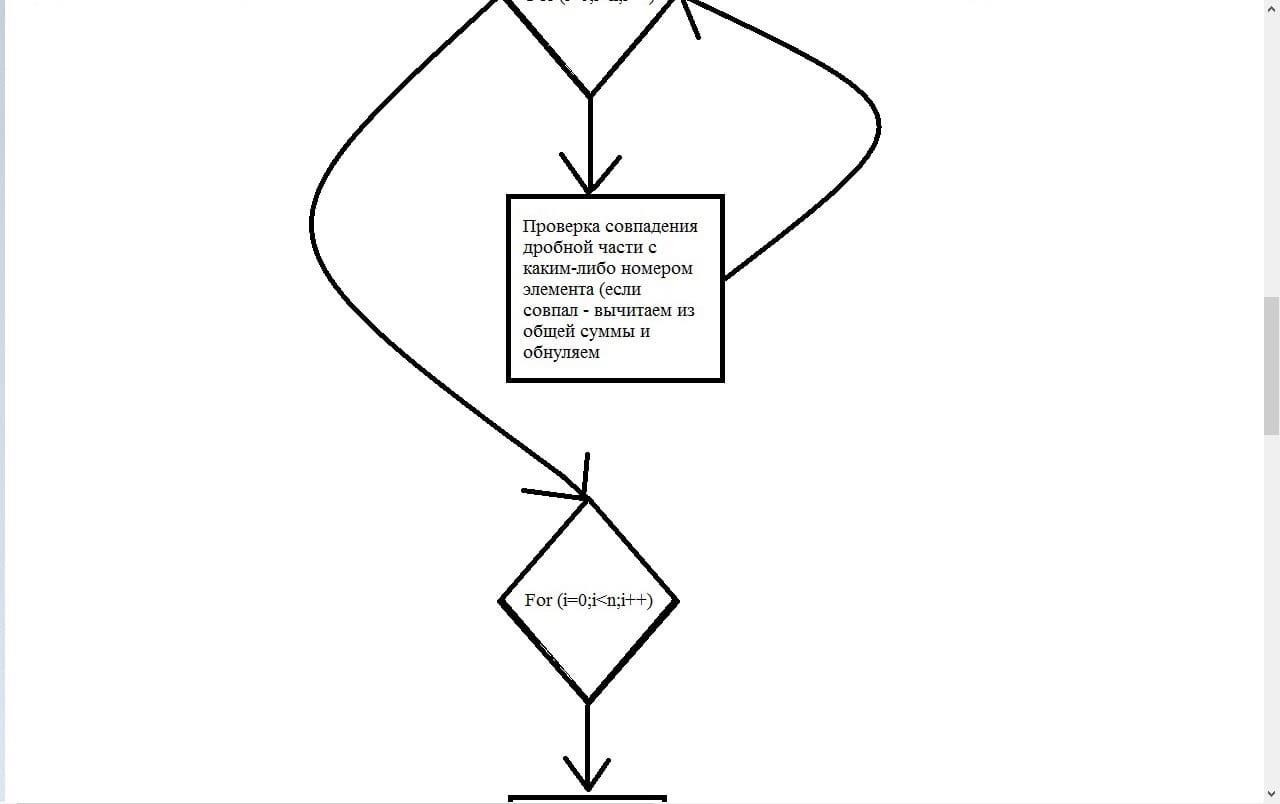 Проверка совпадения
дробной части с
каким-либо номером
элемента (если
совпал - вычитаем из
общей суммы и
обнуляем
For (i=0;i<n;i++)